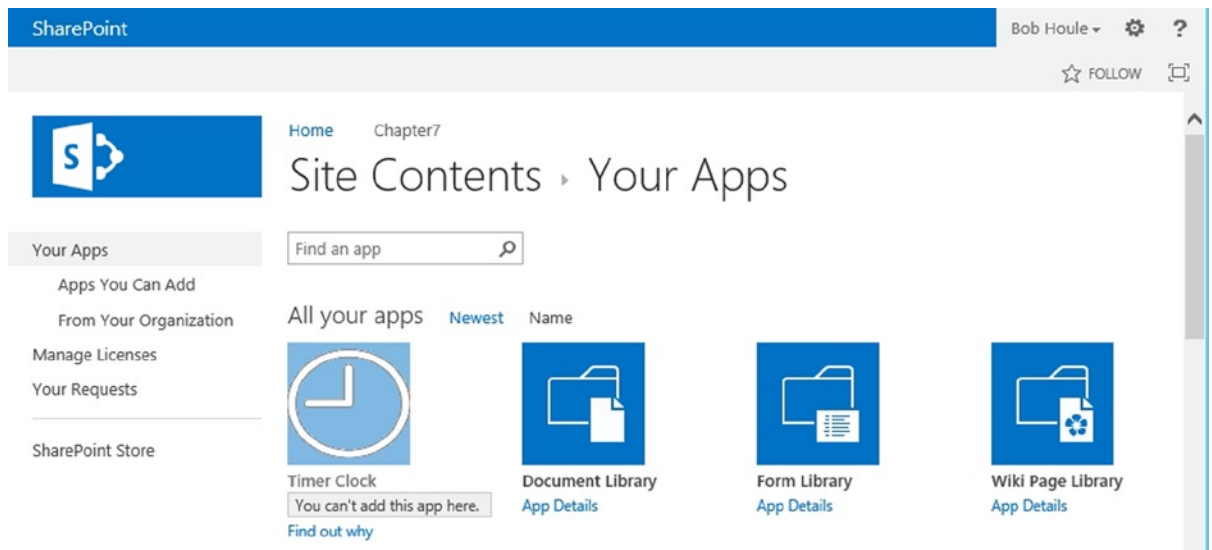 SharePoint
Bob Houle
?
FOLLOW
S
Home Chapter7
Site Contents Your Apps
Your Apps
Find an app
Apps You Can Add
From Your Organization
All your apps Newest Name
Manage Licenses
Your Requests
SharePoint Store
Timer Clock Document Library Form Library Wiki Page Library
You can't add this app here. App Details App Details App Details
Find out why